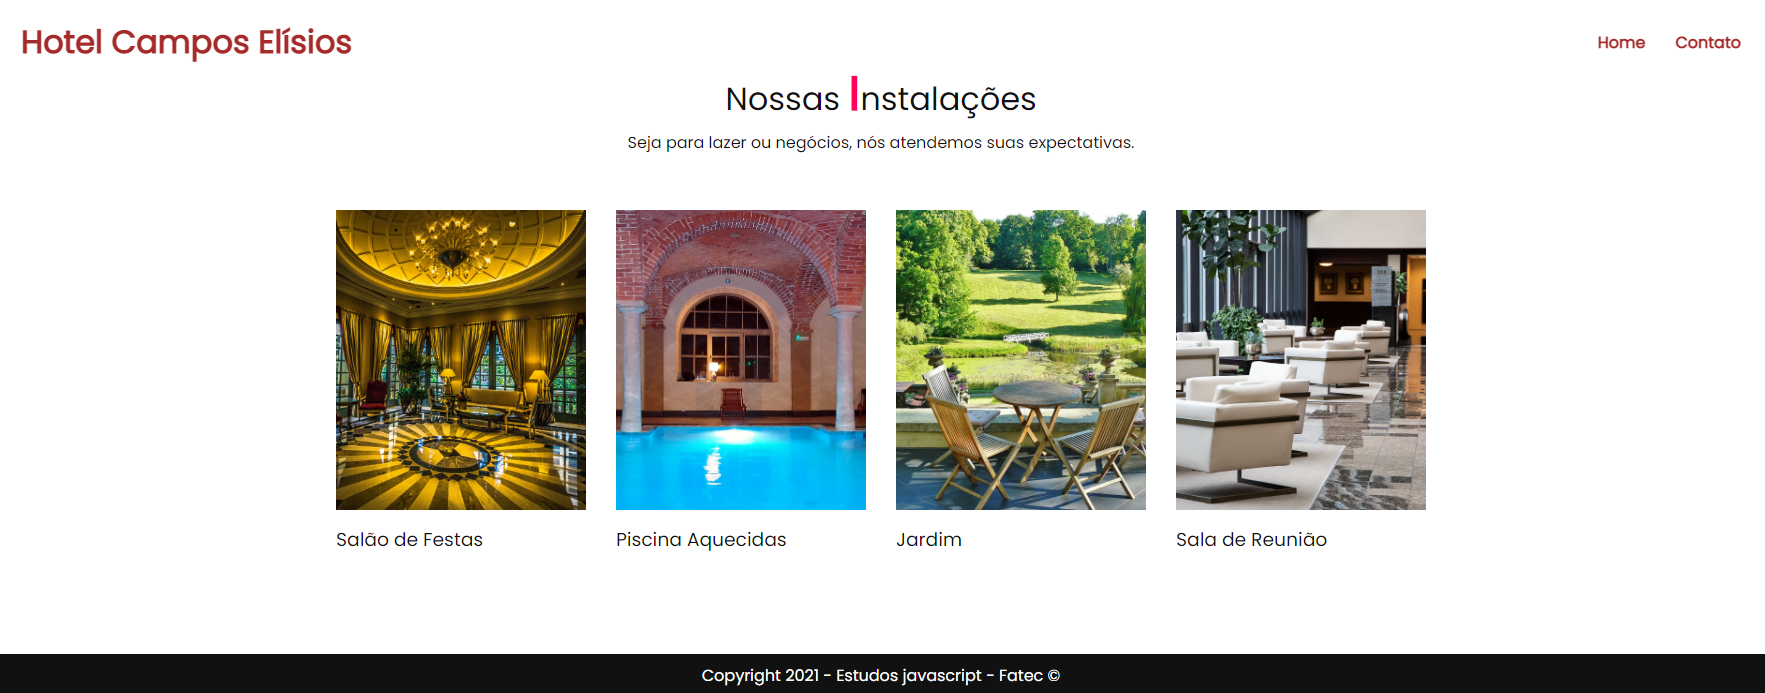 Hotel Campos Elísios
Home Contato
Nossas Instalações
Seja para lazer ou negócios, nós atendemos suas expectativas.
Salão de Festas
Piscina Aquecidas
Jardim
Sala de Reunião
Copyright 2021 - Estudos javascript - Fatec ©